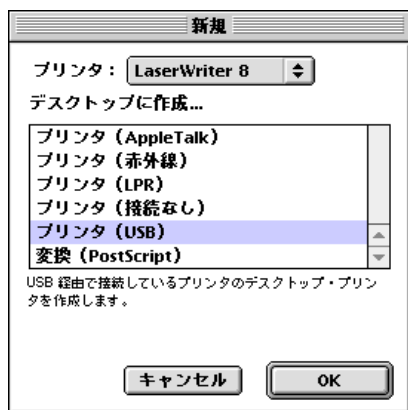 新規
プリンタ： LaserWriter 8
デスクトップに作成...
プリンタ（AppleTalk）
プリンタ（赤外線）
プリンタ（LPR）
プリンタ（接続なし）
プリンタ（USB）
変換（PostScript）
USB 経由で接続しているプリンタのデスクトップ・プリン
タを作成します。
キャンセル OK